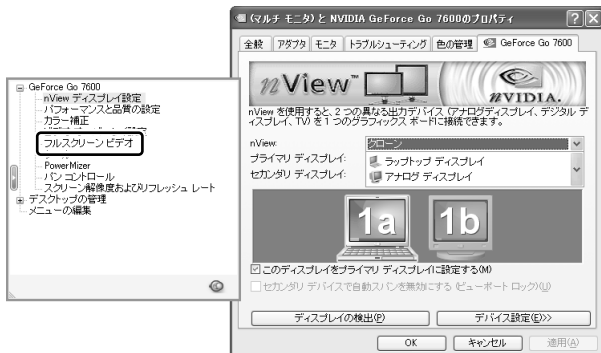 GeForce Go 7600
nView ディスプレイ設定
パフォーマンスと品質の設定
カラー補正
フルスクリーンビデオ
PowerMizer
パン コントロール
スクリーン解像度およびリフレッシュ レート
デスクトップの管理
メニューの編集
(マルチ モニタ) と NVIDIA GeForce Go 7600のプロパティ
全般 アダプタ モニタ トラブルシューティング 色の管理 GeForce Go 7600
nView™
nVIDIA.
nView を使用すると、2 つの異なる出力デバイス (アナログディスプレイ、デジタル デ
ィスプレイ、TV) を 1 つのグラフィックス ボードに接続できます。
nView: クローン
プライマリ ディスプレイ: ラップトップ ディスプレイ
セカンダリ ディスプレイ: アナログ ディスプレイ
1a 1b
このディスプレイをプライマリ ディスプレイに設定する(M)
セカンダリ デバイスで自動スパンを無効にする (ビューポート ロック)(U)
ディスプレイの検出(P) デバイス設定(E)>>
OK キャンセル 適用(A)